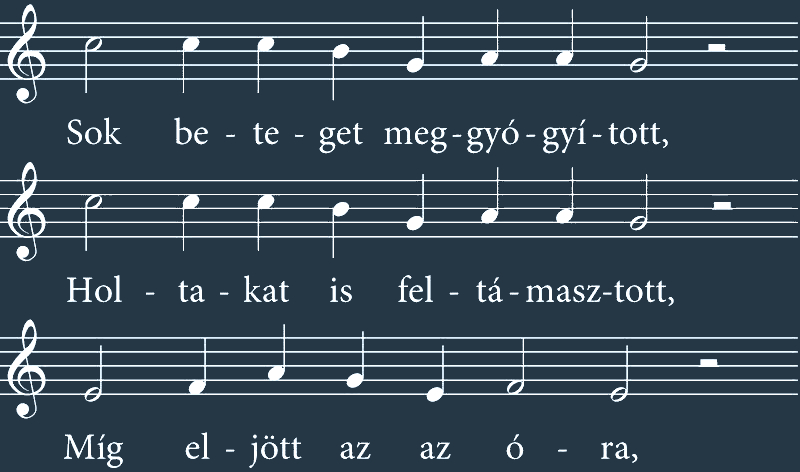 Sok be - te - get meg - gyó - gyí - tott,
Hol - ta - kat is fel - tá - masz - tott,
Míg el - jött az az ó - ra,